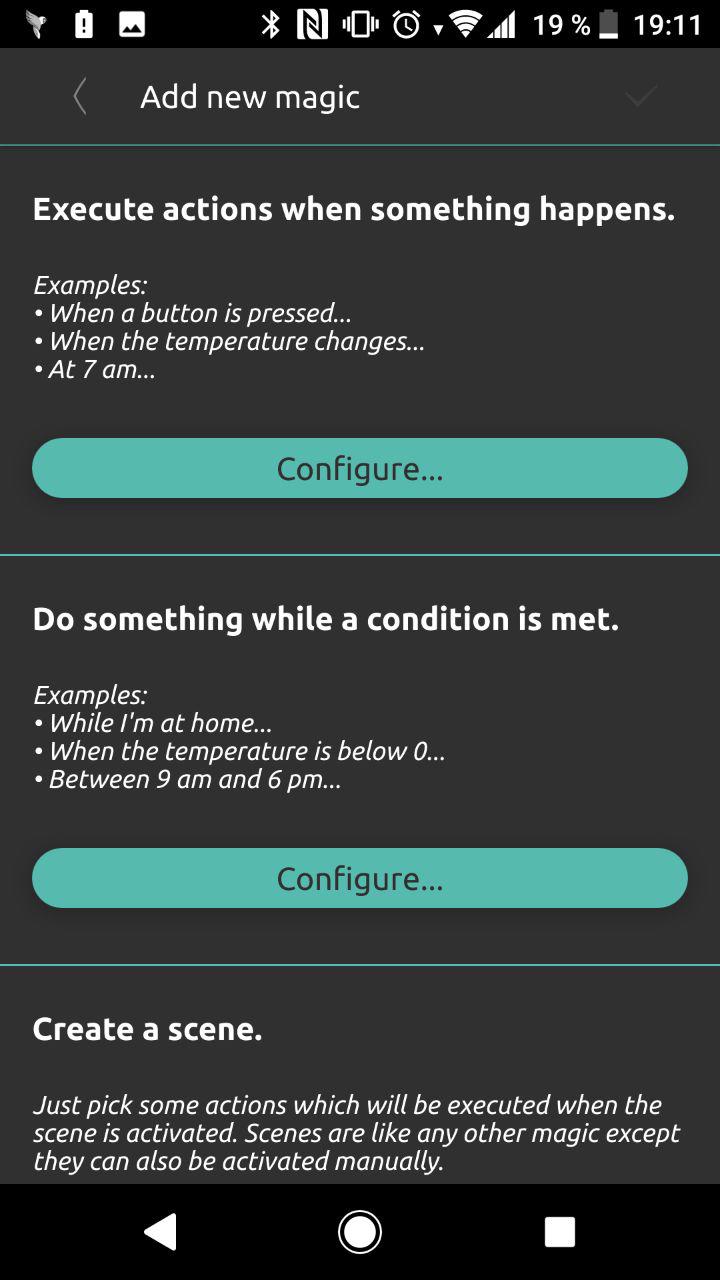 19 % 19:11
Add new magic
Execute actions when something happens.
Examples:
• When a button is pressed...
• When the temperature changes...
• At 7 am...
Configure...
Do something while a condition is met.
Examples:
• While I'm at home...
• When the temperature is below 0...
• Between 9 am and 6 pm...
Configure...
Create a scene.
Just pick some actions which will be executed when the
scene is activated. Scenes are like any other magic except
they can also be activated manually.